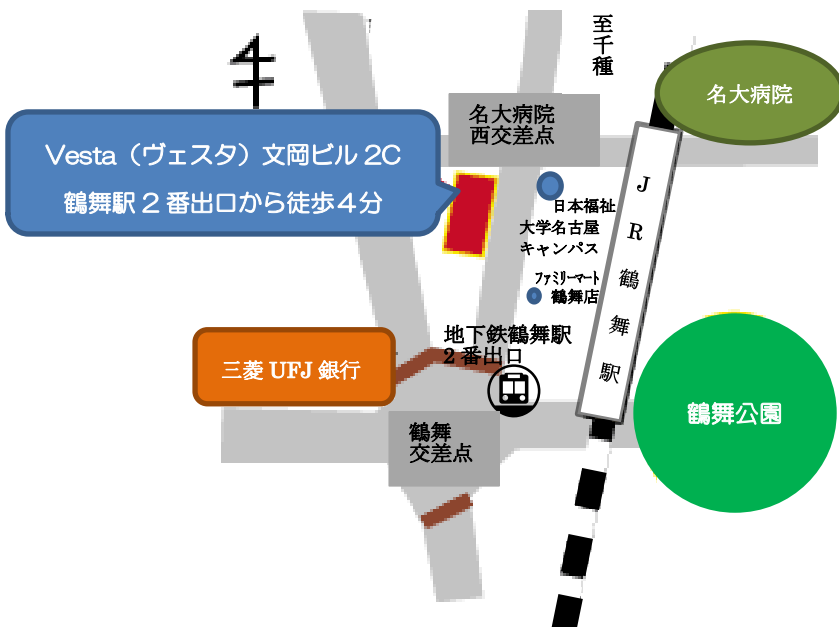 至千種
名大病院
名大病院
西交差点
Vesta（ヴェスタ）文岡ビル 2C
鶴舞駅 2 番出口から徒歩4分
日本福祉
大学名古屋
キャンパス
ファミリーマート
鶴舞店
JR鶴舞駅
地下鉄鶴舞駅
2 番出口
三菱 UFJ 銀行
鶴舞公園
鶴舞
交差点